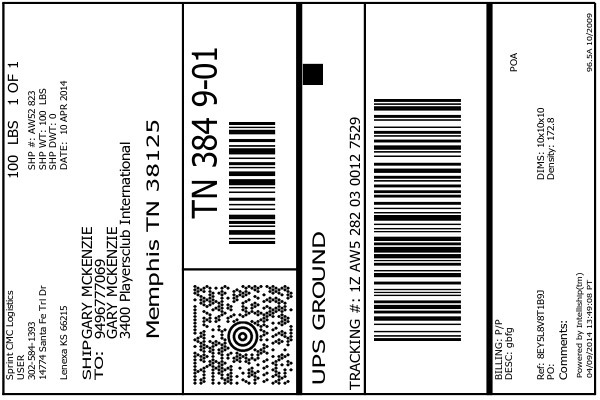 Sprint CMC Logistics
USER
302-584-1393
14774 Santa Fe Trl Dr
Lenexa KS 66215
100 LBS 1 OF 1
SHP #: AW52 823
SHP WT: 100 LBS
SHP DWT: 0
DATE: 10 APR 2014
SHIP GARY MCKENZIE
TO: 9496777069
GARY MCKENZIE
3400 Playersclub International
Memphis TN 38125
TN 384 9-01
UPS GROUND
TRACKING #: 1Z AW5 282 03 0012 7529
BILLING: P/P
DESC: gbfg
POA
Ref: 8EY5L8V8T1B9J
PO:
DIMS: 10x10x10
Density: 172.8
Comments:
Powered by Intelliship(tm)
04/09/2014 13:49:08 PT
96.5A 10/2009